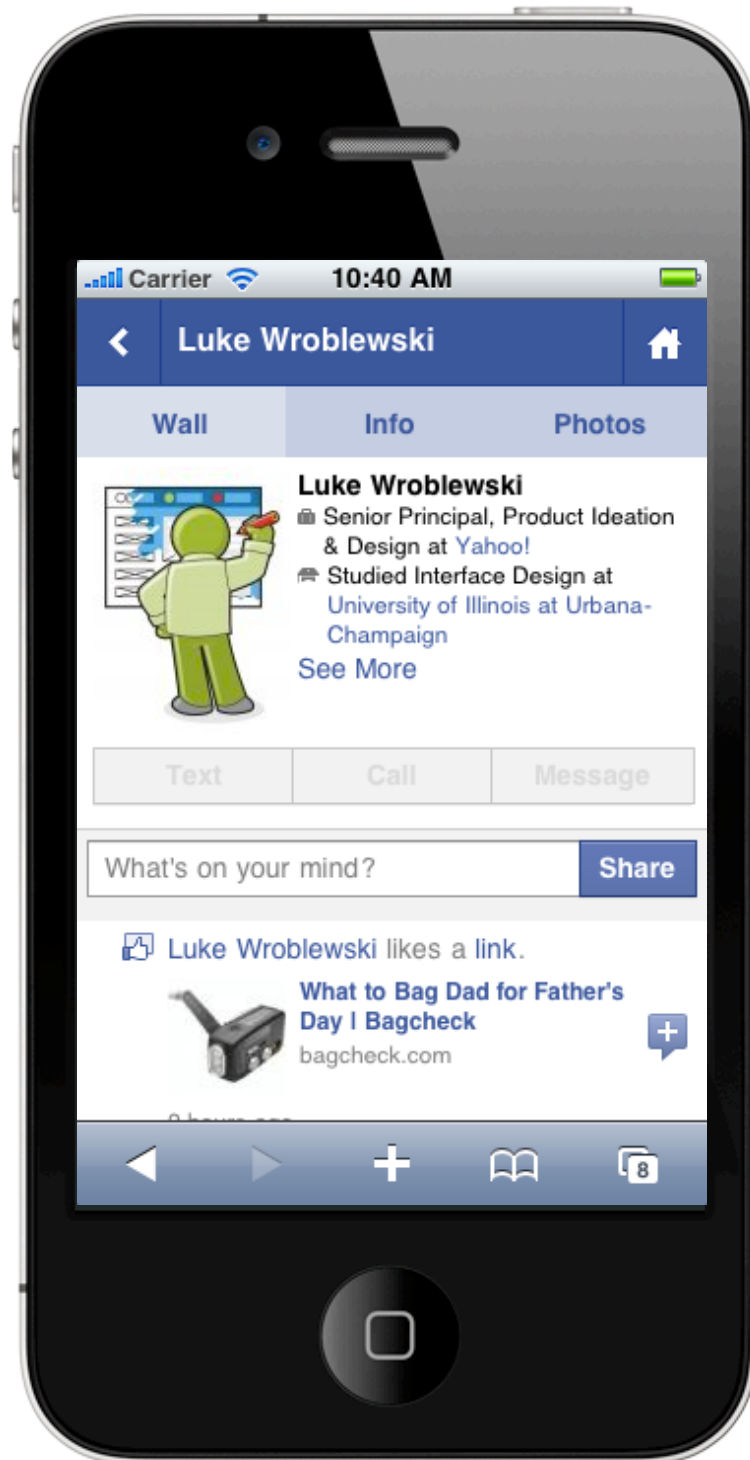 Carrier 10:40 AM
Luke Wroblewski
Wall Info Photos
Luke Wroblewski
Senior Principal, Product Ideation
& Design at Yahoo!
Studied Interface Design at
University of Illinois at Urbana-
Champaign
See More
Text Call Message
What's on your mind? Share
Luke Wroblewski likes a link.
What to Bag Dad for Father's
Day | Bagcheck
bagcheck.com
8